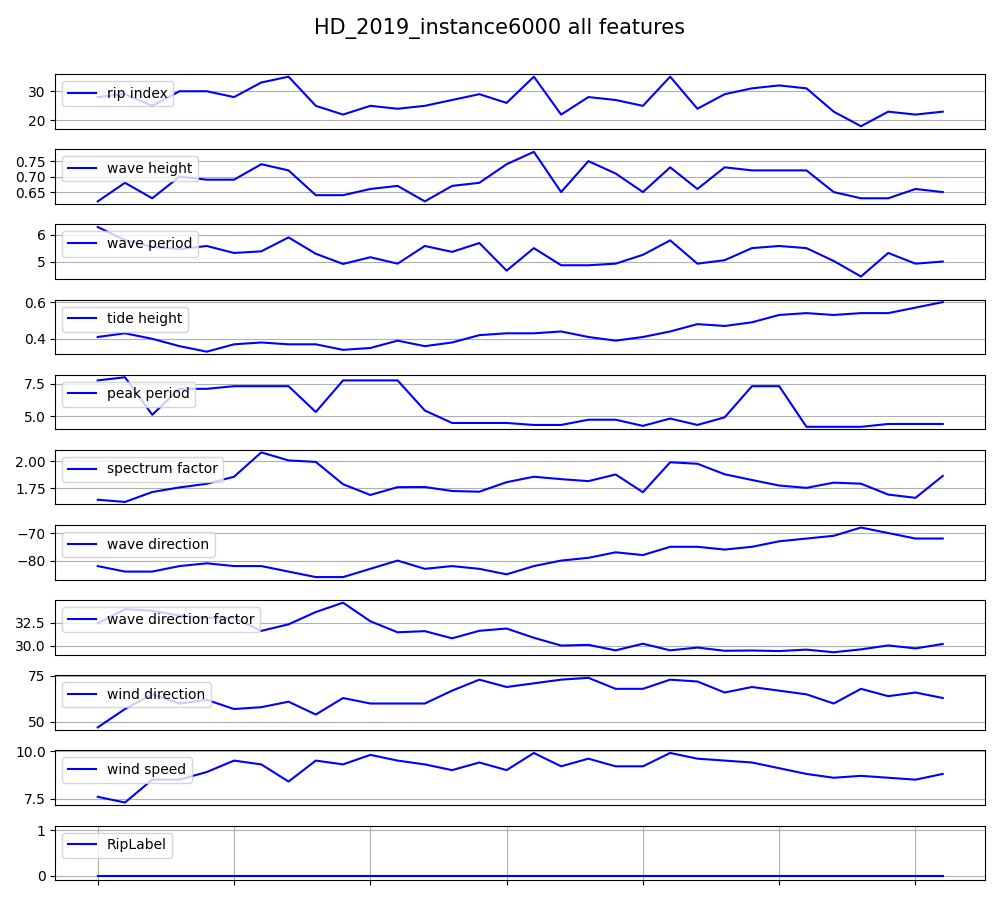 HD_2019_instance6000 all features
30
20
rip index
0.75
0.70
0.65
wave height
6
5
wave period
0.6
0.4
tide height
7.5
5.0
peak period
2.00
1.75
spectrum factor
−70
−80
wave direction
32.5
30.0
wave direction factor
75
50
wind direction
10.0
7.5
wind speed
1
0
RipLabel